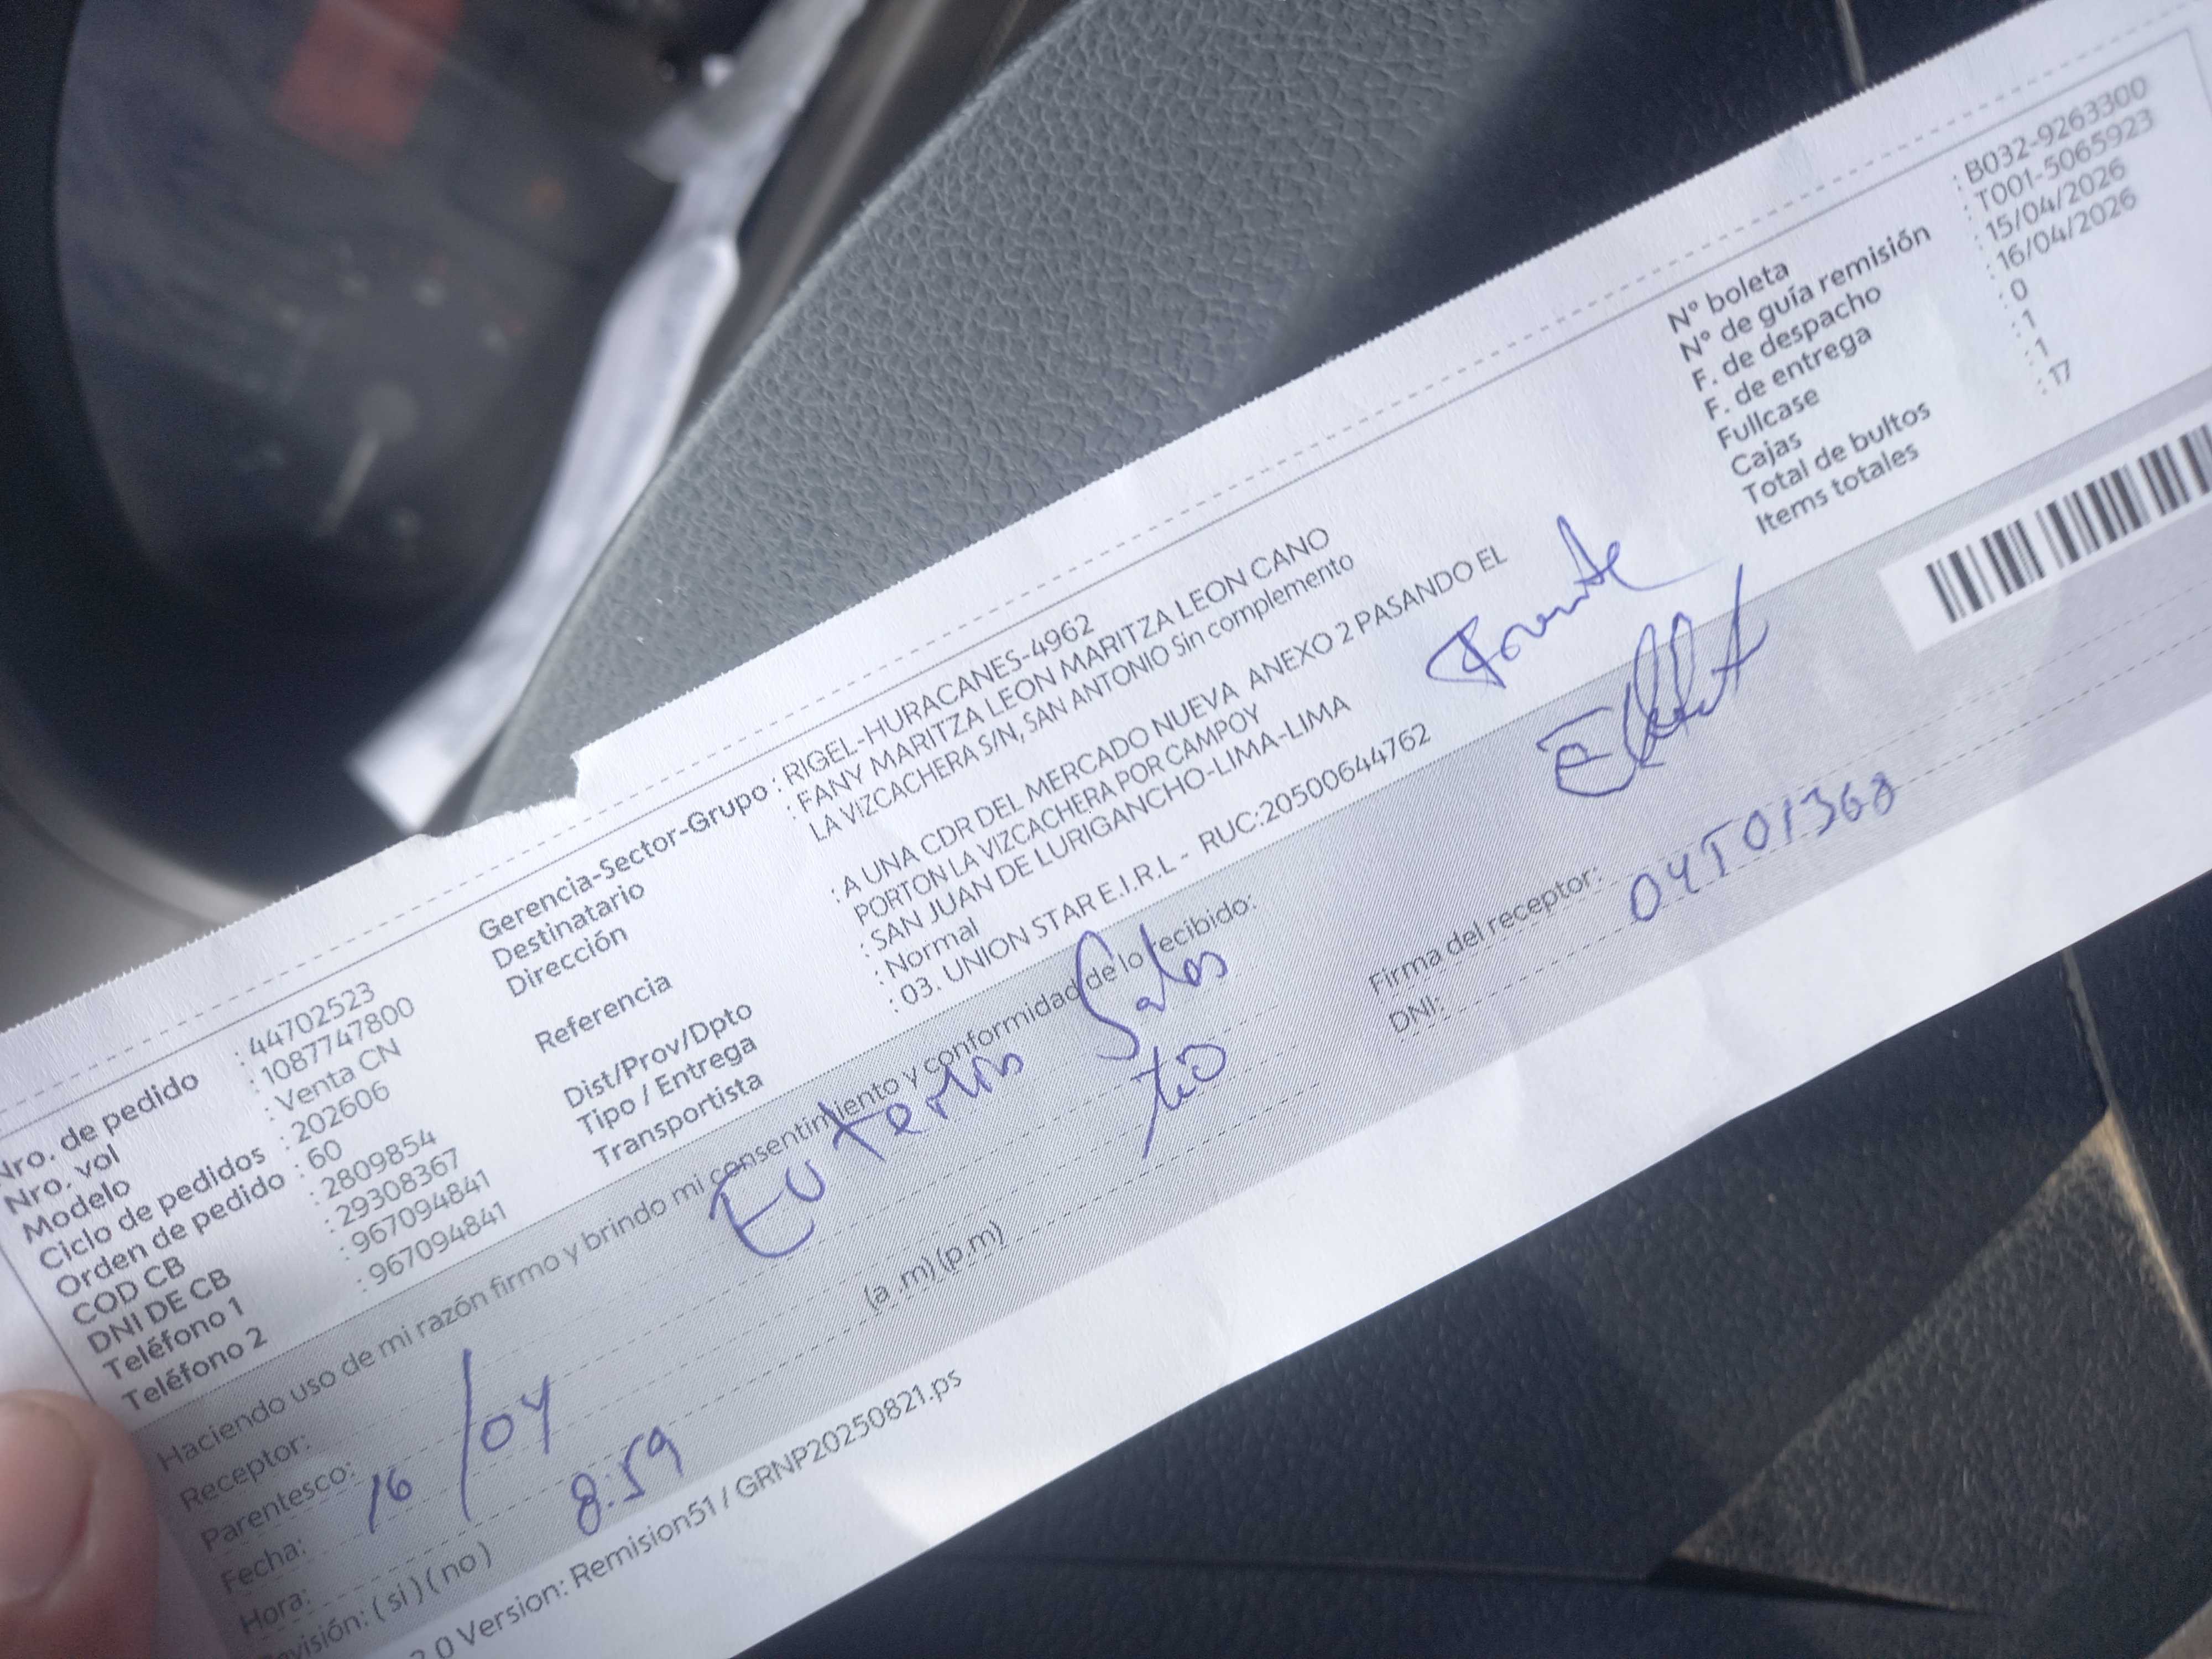 Nro. de pedido : 44702523
Nro. vol : 1087747800
Modelo : Venta CN
Ciclo de pedidos : 202606
Orden de pedido : 60
COD CB : 2809854
DNI DE CB : 29308367
Teléfono 1 : 967094841
Teléfono 2 : 967094841
Gerencia-Sector-Grupo : RIGEL-HURACANES-4962
Destinatario : FANY MARITZA LEON MARITZA LEON CANO
Dirección LA VIZCACHERA S/N, SAN ANTONIO Sin complemento
Referencia : A UNA CDR DEL MERCADO NUEVA ANEXO 2 PASANDO EL
PORTON LA VIZCACHERA POR CAMPOY
Dist/Prov/Dpto : SAN JUAN DE LURIGANCHO-LIMA-LIMA
Tipo / Entrega : Normal
Transportista : 03. UNION STAR E.I.R.L - RUC:20500644762
N° boleta : B032-9263300
N° de guía remisión : T001-5065923
F. de despacho : 15/04/2026
F. de entrega : 16/04/2026
Fullcase : 0
Cajas : 1
Total de bultos : 1
Items totales : 17
Haciendo uso de mi razón firmo y brindo mi consentimiento y conformidad de lo recibido:
Receptor:
Parentesco: tio
Fecha: 16/04
Hora: 8:59 (a .m) (p.m)
(si) (no)
Firma del receptor:
DNI: 04T01360
2.0 Version: Remision51 / GRNP20250821.ps